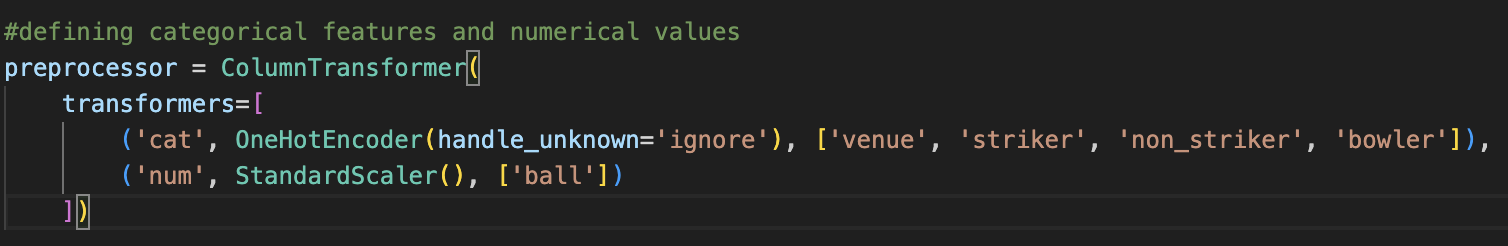 #defining categorical features and numerical values
preprocessor = ColumnTransformer(
    transformers=[
        ('cat', OneHotEncoder(handle_unknown='ignore'), ['venue', 'striker', 'non_striker', 'bowler']),
        ('num', StandardScaler(), ['ball'])
    ])